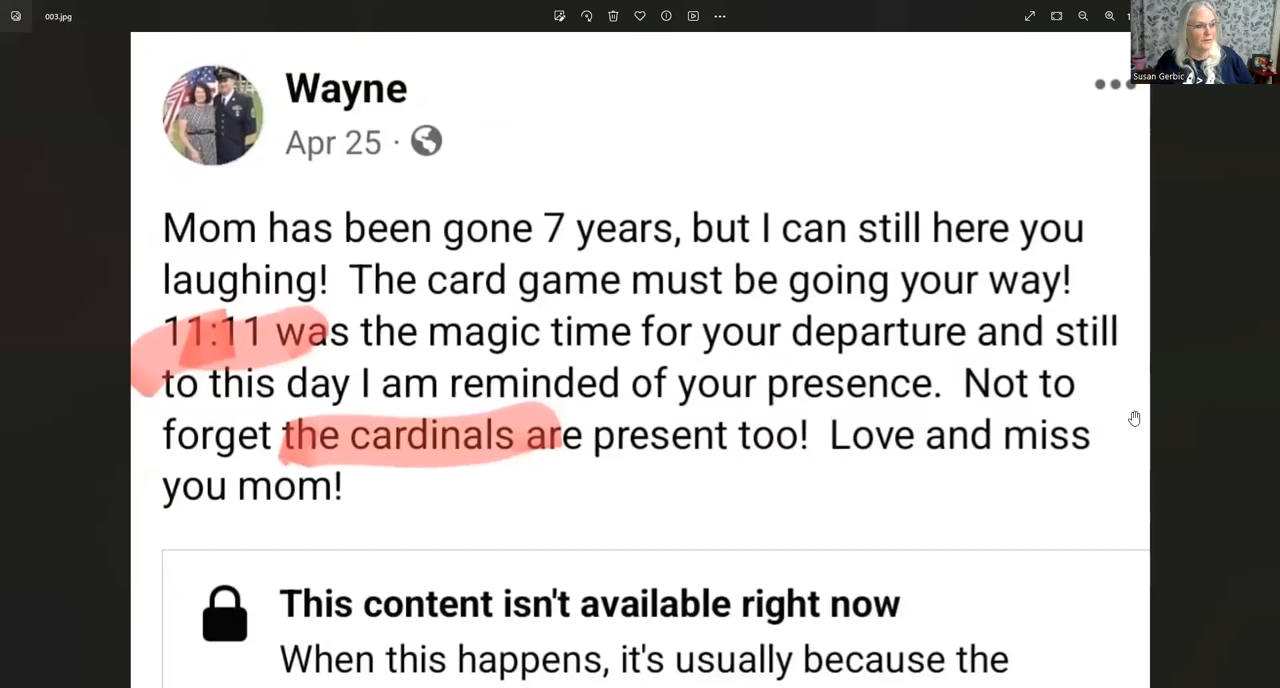 003.jpg
Susan Gerbic
Wayne
Apr 25 ·
Mom has been gone 7 years, but I can still here you
laughing!  The card game must be going your way!
11:11 was the magic time for your departure and still
to this day I am reminded of your presence.  Not to
forget the cardinals are present too!  Love and miss
you mom!
This content isn't available right now
When this happens, it's usually because the